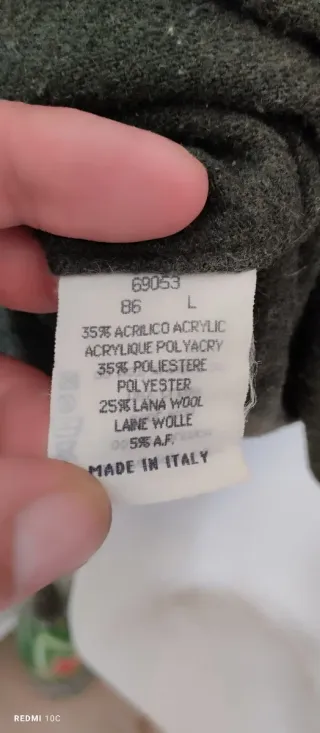 69053
86 L
35% ACRILICO ACRYLIC
ACRYLIQUE POLYACRY
35% POLIESTERE
POLYESTER
25% LANA WOOL
LAINE WOLLE
5% A.F.
MADE IN ITALY
REDMI 10C